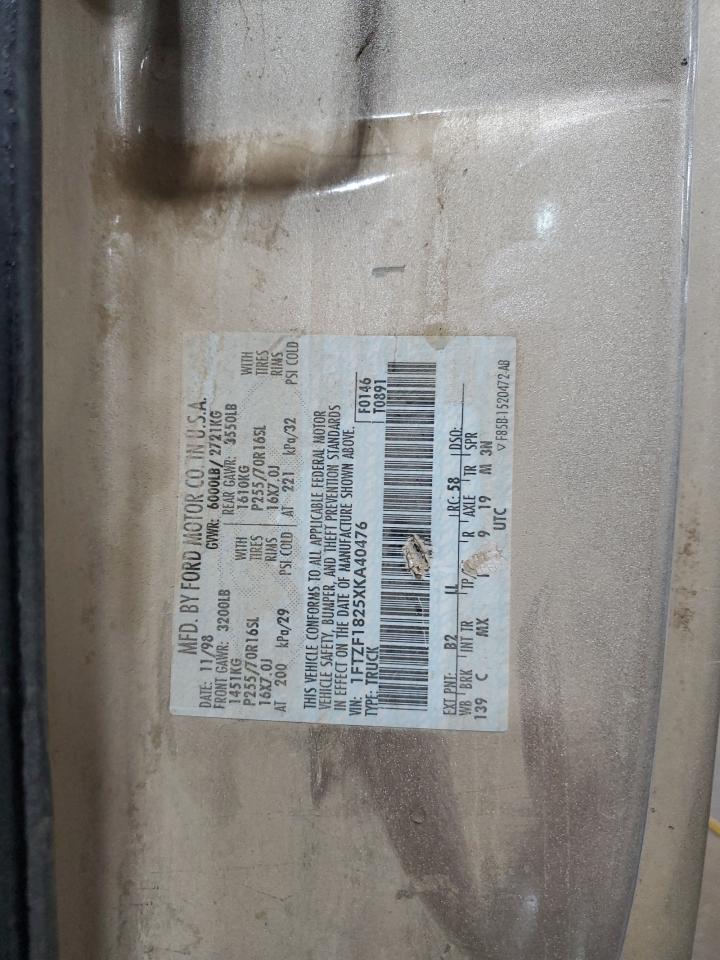 MFD. BY FORD MOTOR CO. IN U.S.A.
DATE: 11/98 GVWR: 6000LB/ 2721KG
FRONT GAWR: 3200LB REAR GAWR: 3550LB
1451KG WITH 1610KG WITH
P255/70R16SL TIRES P255/70R16SL TIRES
16X7.0J RIMS 16X7.0J RIMS
AT 200 kPa/29 PSI COLD AT 221 kPa/32 PSI COLD
THIS VEHICLE CONFORMS TO ALL APPLICABLE FEDERAL MOTOR
VEHICLE SAFETY, BUMPER, AND THEFT PREVENTION STANDARDS
IN EFFECT ON THE DATE OF MANUFACTURE SHOWN ABOVE.
VIN: 1FTZF1825XKA40476 F0146
TYPE: TRUCK T0891
EXT PNT: B2 LL RC: 58 DSO:
WB BRK INT TR TP R AXLE TR SPR
139 C MX 9 19 M 3N
UTC ▽ F85B-1520472-AB